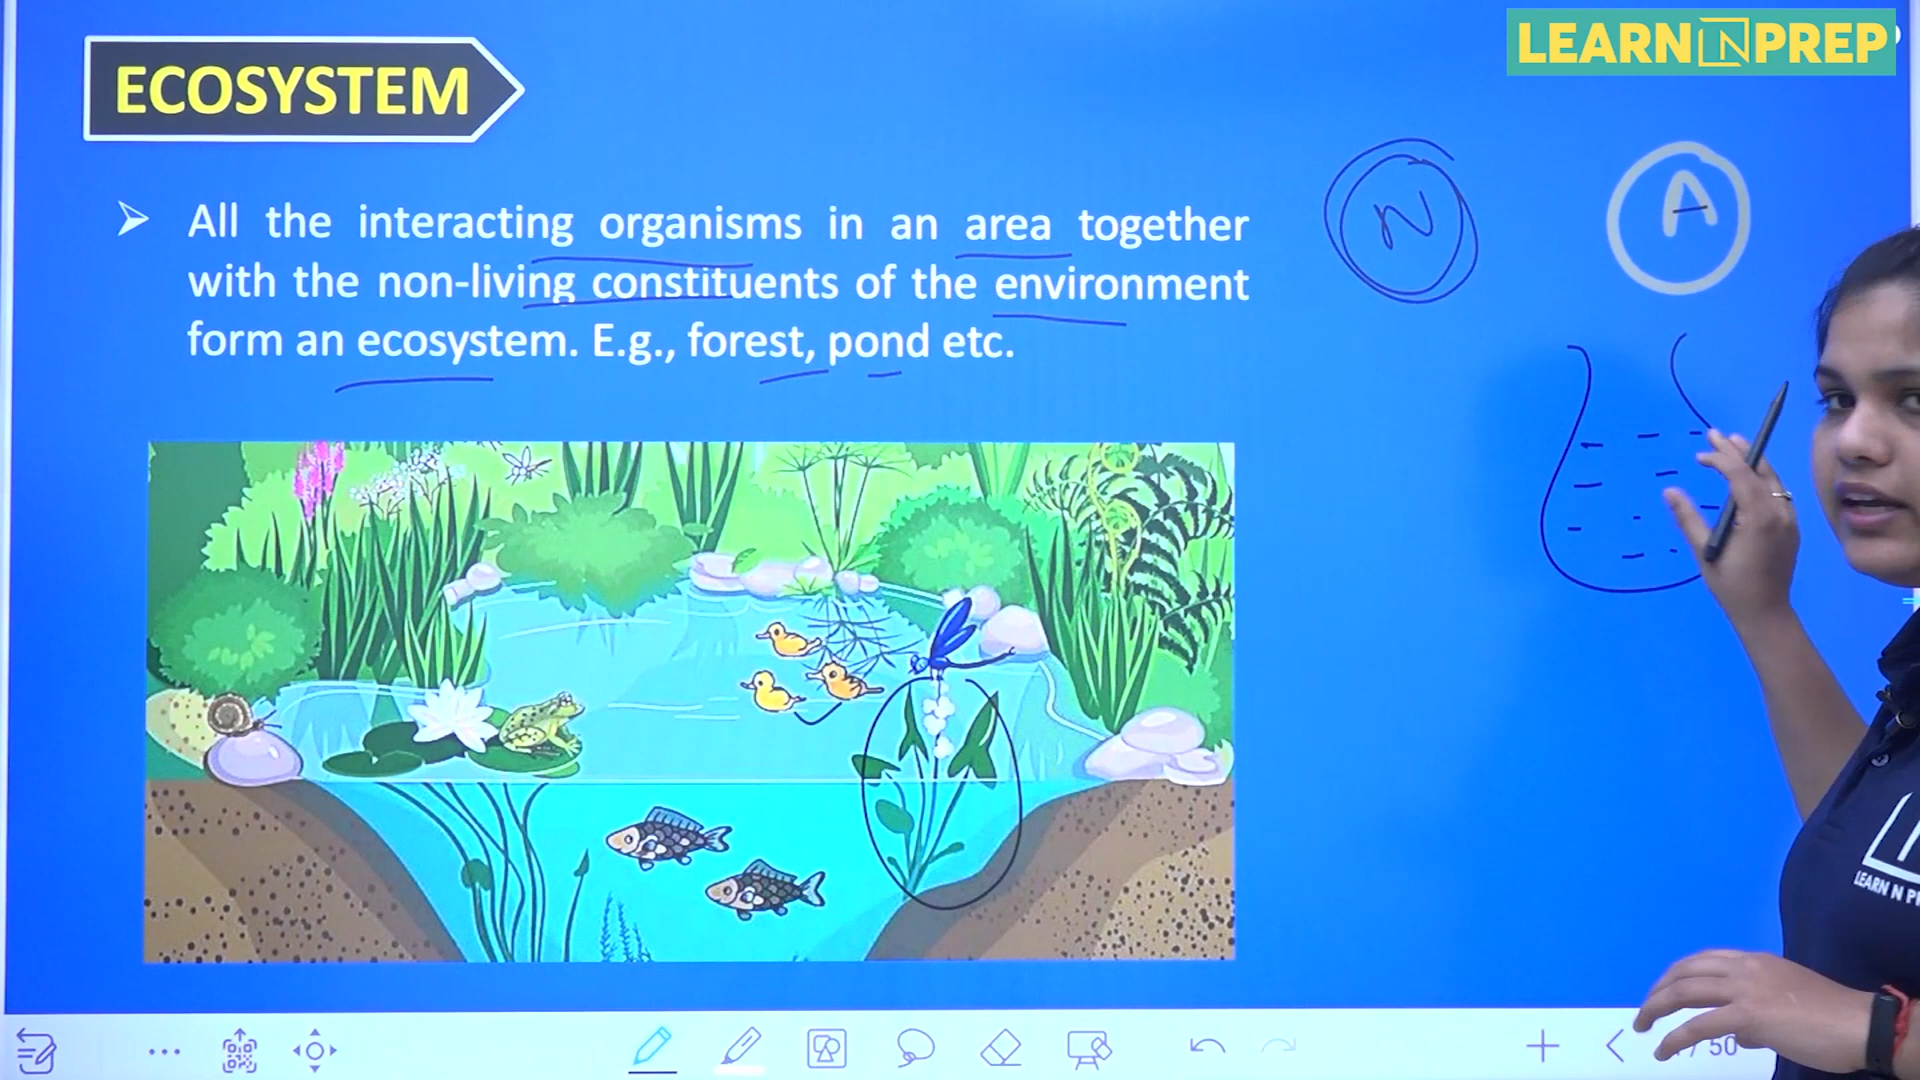 LEARN N PREP
ECOSYSTEM
All the interacting organisms in an area together
with the non-living constituents of the environment
form an ecosystem. E.g., forest, pond etc.
N
A
LEARN N
/ 50